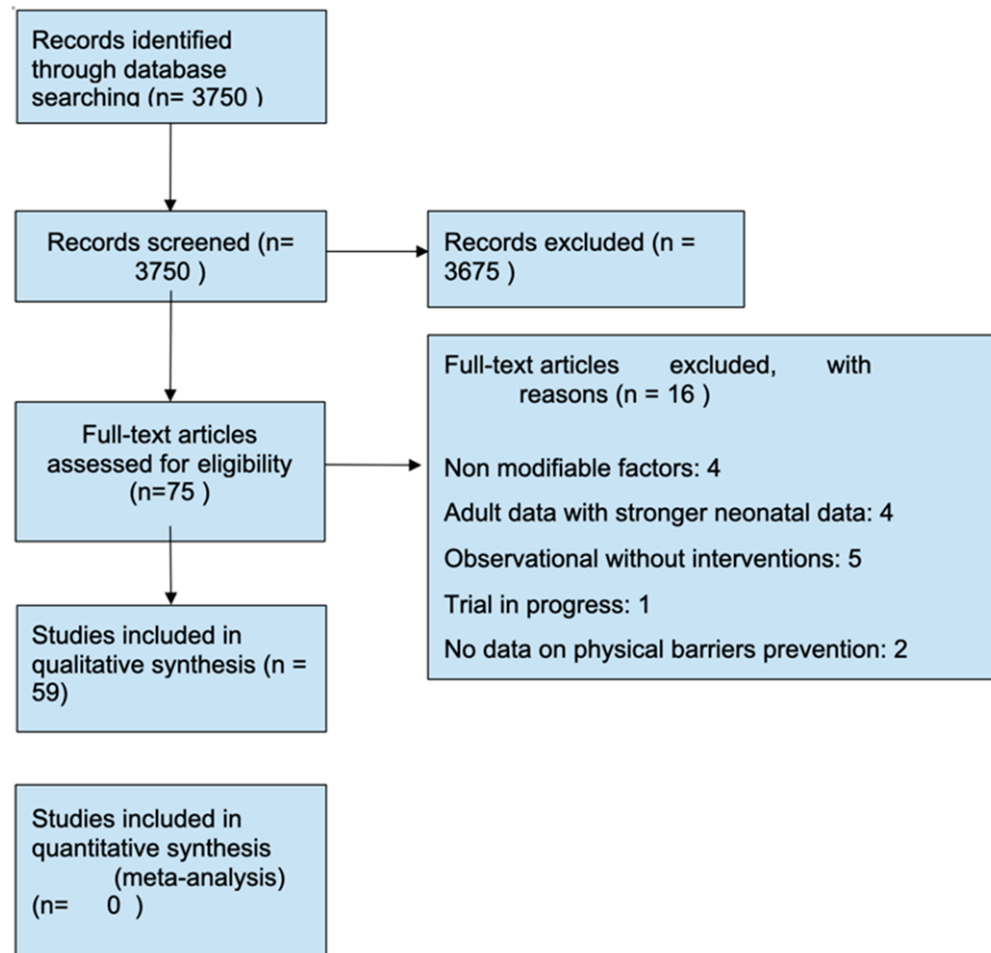 Records identified
through database
searching (n= 3750 )
Records screened (n=
3750 )
Records excluded (n =
3675 )
Full-text articles excluded, with
reasons (n = 16 )
Non modifiable factors: 4
Adult data with stronger neonatal data: 4
Observational without interventions: 5
Trial in progress: 1
No data on physical barriers prevention: 2
Full-text articles
assessed for eligibility
(n=75 )
Studies included in
qualitative synthesis (n =
59)
Studies included in
quantitative synthesis
(meta-analysis)
(n= 0 )